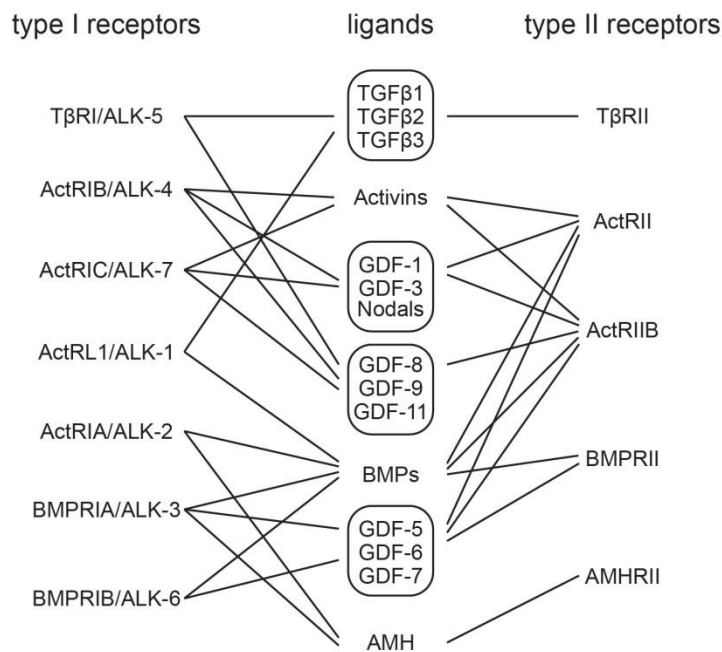 type I receptors
ligands
type II receptors
TβRI/ALK-5
TGFβ1
TGFβ2
TGFβ3
TβRII
ActRIB/ALK-4
Activins
ActRII
ActRIC/ALK-7
GDF-1
GDF-3
Nodals
ActRIIB
ActRL1/ALK-1
GDF-8
GDF-9
GDF-11
ActRIA/ALK-2
BMPs
BMPRII
BMPRIA/ALK-3
GDF-5
GDF-6
GDF-7
BMPRIB/ALK-6
AMHRII
AMH